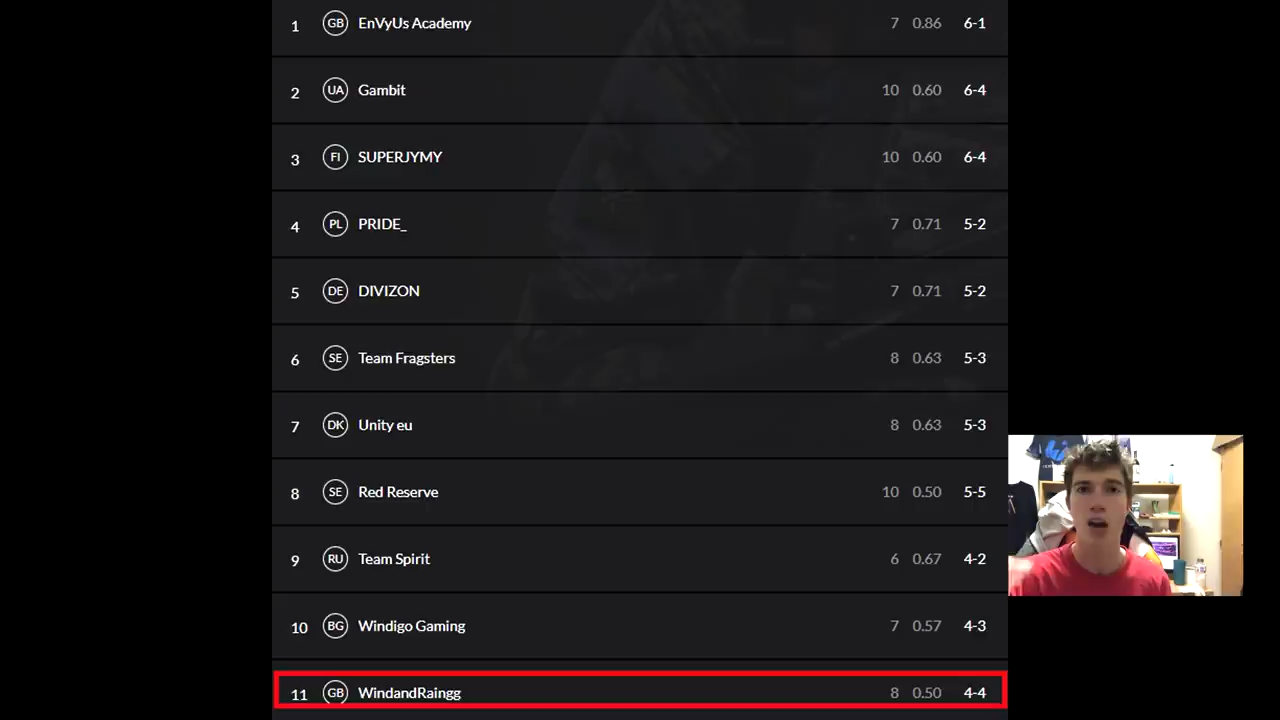 1 GB EnVyUs Academy 7 0.86 6-1
2 UA Gambit 10 0.60 6-4
3 FI SUPERJYMY 10 0.60 6-4
4 PL PRIDE_ 7 0.71 5-2
5 DE DIVIZON 7 0.71 5-2
6 SE Team Fragsters 8 0.63 5-3
7 DK Unity eu 8 0.63 5-3
8 SE Red Reserve 10 0.50 5-5
9 RU Team Spirit 6 0.67 4-2
10 BG Windigo Gaming 7 0.57 4-3
11 GB WindandRaingg 8 0.50 4-4